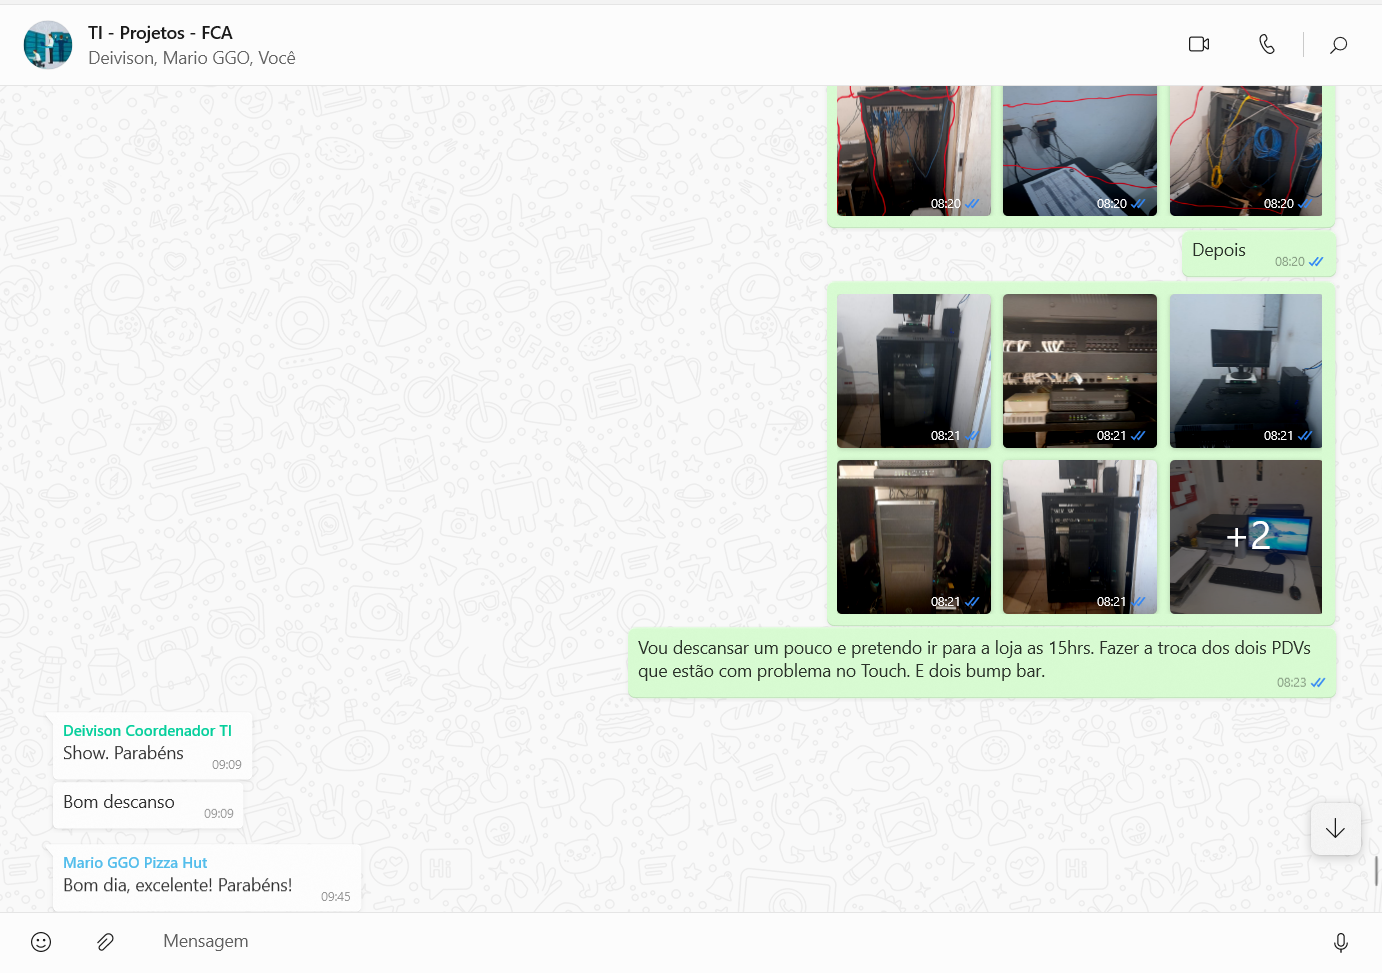 TI - Projetos - FCA
Deivison, Mario GGO, Você
08:20
08:20
08:20
Depois
08:20
08:21
08:21
08:21
08:21
08:21
+2
Vou descansar um pouco e pretendo ir para a loja as 15hrs. Fazer a troca dos dois PDVs
que estão com problema no Touch. E dois bump bar.
08:23
Deivison Coordenador TI
Show. Parabéns
09:09
Bom descanso
09:09
Mario GGO Pizza Hut
Bom dia, excelente! Parabéns!
09:45
Mensagem